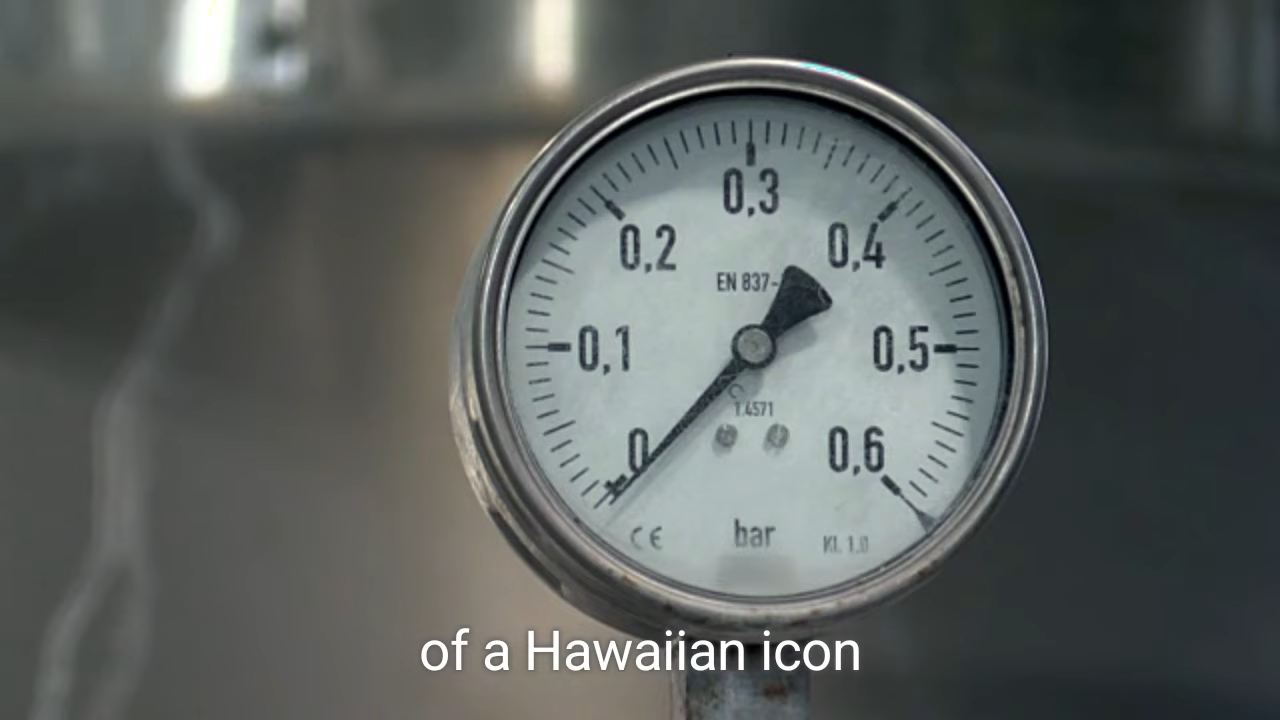 0,3
0,2
0,4
EN 837-
0,1
0,5
1.4571
0
0,6
CE
bar
KL 1.0
of a Hawaiian icon